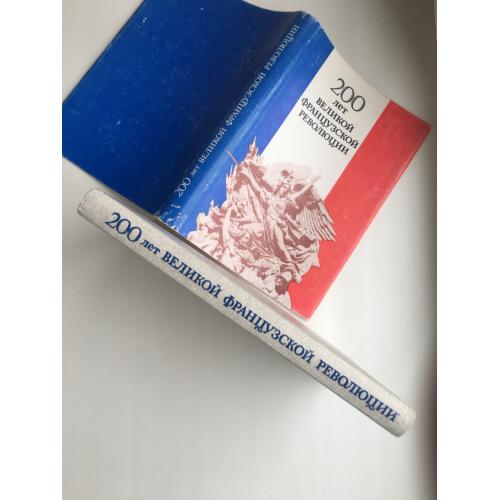 200 лет ВЕЛИКОЙ ФРАНЦУЗСКОЙ РЕВОЛЮЦИИ
200
лет
ВЕЛИКОЙ
ФРАНЦУЗСКОЙ
РЕВОЛЮЦИИ
200 лет ВЕЛИКОЙ ФРАНЦУЗСКОЙ РЕВОЛЮЦИИ